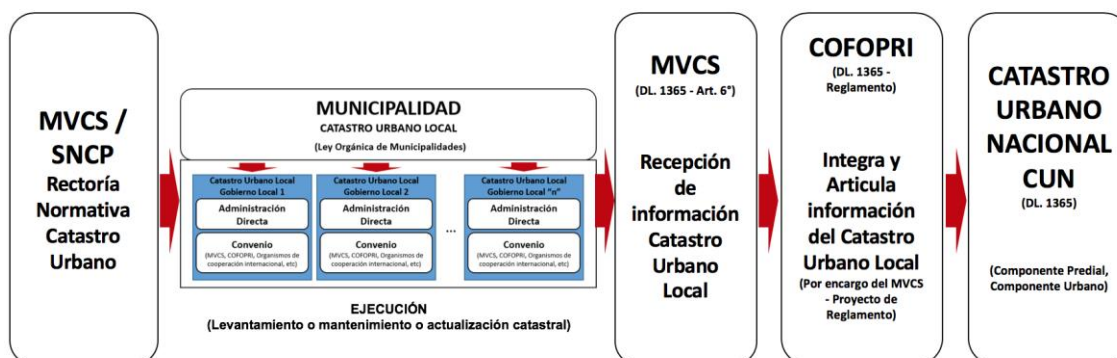 MVCS /
SNCP
Rectoría
Normativa
Catastro
Urbano
MUNICIPALIDAD
CATASTRO URBANO LOCAL
(Ley Orgánica de Municipalidades)
Catastro Urbano Local
Gobierno Local 1
Administración
Directa
Convenio
(MVCS, COFOPRI, Organismos de
cooperación internacional, etc)
Catastro Urbano Local
Gobierno Local 2
Administración
Directa
Convenio
(MVCS, COFOPRI, Organismos de
cooperación internacional, etc)
...
Catastro Urbano Local
Gobierno Local "n"
Administración
Directa
Convenio
(MVCS, COFOPRI, Organismos de
cooperación internacional, etc)
EJECUCIÓN
(Levantamiento o mantenimiento o actualización catastral)
MVCS
(DL. 1365 - Art. 6°)
Recepción
de
información
Catastro
Urbano
Local
COFOPRI
(DL. 1365 -
Reglamento)
Integra y
Articula
información
del Catastro
Urbano Local
(Por encargo del MVCS
- Proyecto de
Reglamento)
CATASTRO
URBANO
NACIONAL
CUN
(DL. 1365)
(Componente Predial,
Componente Urbano)